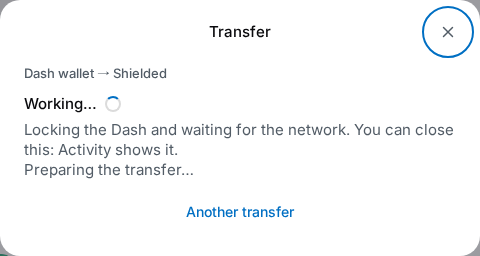 Transfer
Dash wallet → Shielded
Working...
Locking the Dash and waiting for the network. You can close
this: Activity shows it.
Preparing the transfer...
Another transfer